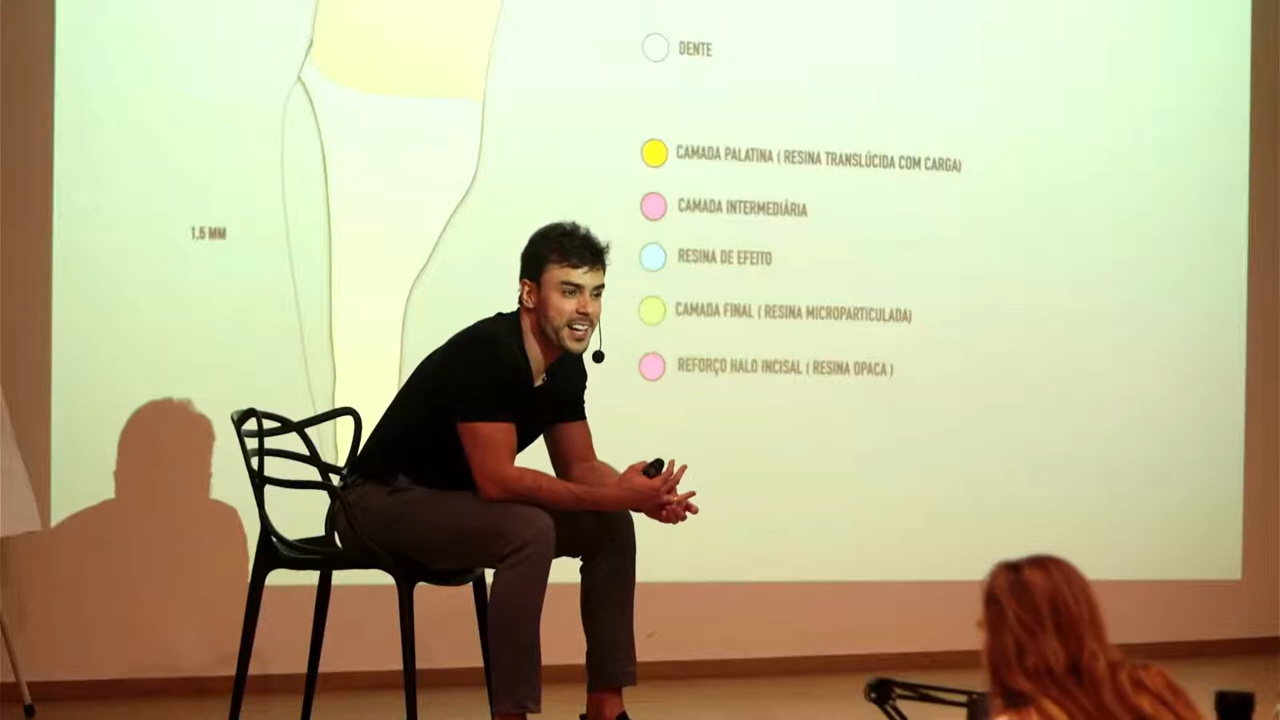 DENTE
CAMADA PALATINA ( RESINA TRANSLÚCIDA COM CARGA)
CAMADA INTERMEDIÁRIA
1,5 MM
RESINA DE EFEITO
CAMADA FINAL ( RESINA MICROPARTICULADA)
REFORÇO HALO INCISAL ( RESINA OPACA )